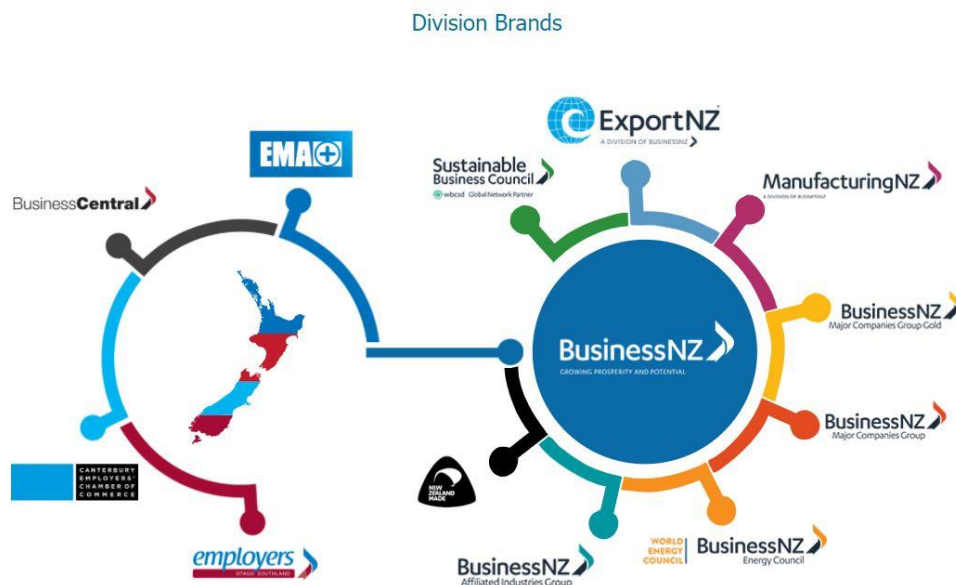 Division Brands
EMA
BusinessCentral
CANTERBURY
EMPLOYERS'
CHAMBER OF
COMMERCE
employers
OTAGO SOUTHLAND
ExportNZ
A DIVISION OF BUSINESSNZ
Sustainable
Business Council
wbcsd Global Network Partner
ManufacturingNZ
A DIVISION OF BUSINESSNZ
BusinessNZ
Major Companies Group Gold
BusinessNZ
GROWING PROSPERITY AND POTENTIAL
BusinessNZ
Major Companies Group
NEW
ZEALAND
MADE
BusinessNZ
Affiliated Industries Group
WORLD
ENERGY
COUNCIL
BusinessNZ
Energy Council